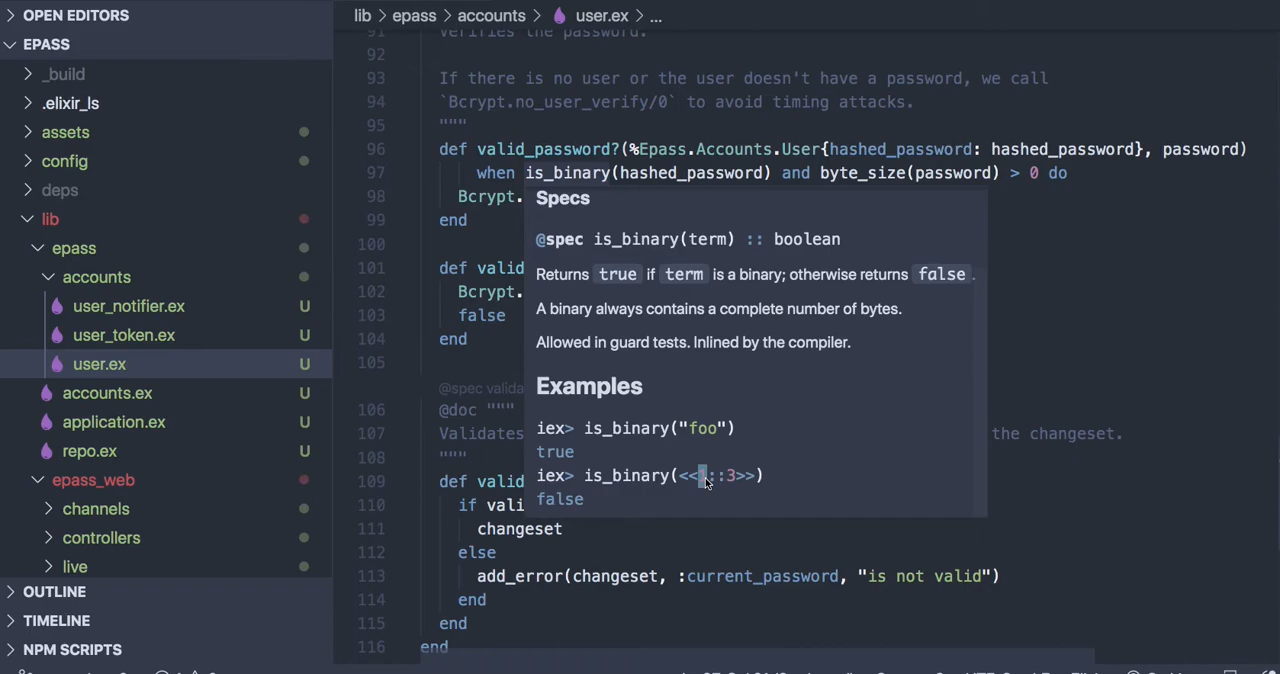 OPEN EDITORS
EPASS
_build
.elixir_ls
assets
config
deps
lib
epass
accounts
user_notifier.ex U
user_token.ex U
user.ex U
accounts.ex U
application.ex U
repo.ex U
epass_web
channels
controllers
live
OUTLINE
TIMELINE
NPM SCRIPTS
lib > epass > accounts > user.ex > ...
91 verifies the password.
92
93 If there is no user or the user doesn't have a password, we call
94 `Bcrypt.no_user_verify/0` to avoid timing attacks.
95 """
96 def valid_password?(%Epass.Accounts.User{hashed_password: hashed_password}, password)
97 when is_binary(hashed_password) and byte_size(password) > 0 do
98 Bcrypt.
99 end
100
101 def valid
102 Bcrypt.
103 false
104 end
105
@spec valida
106 @doc """
107 Validates the changeset.
108 """
109 def valid
110 if vali
111 changeset
112 else
113 add_error(changeset, :current_password, "is not valid")
114 end
115 end
116 end
Specs
@spec is_binary(term) :: boolean
Returns true if term is a binary; otherwise returns false.
A binary always contains a complete number of bytes.
Allowed in guard tests. Inlined by the compiler.
Examples
iex> is_binary("foo")
true
iex> is_binary(<<1::3>>)
false